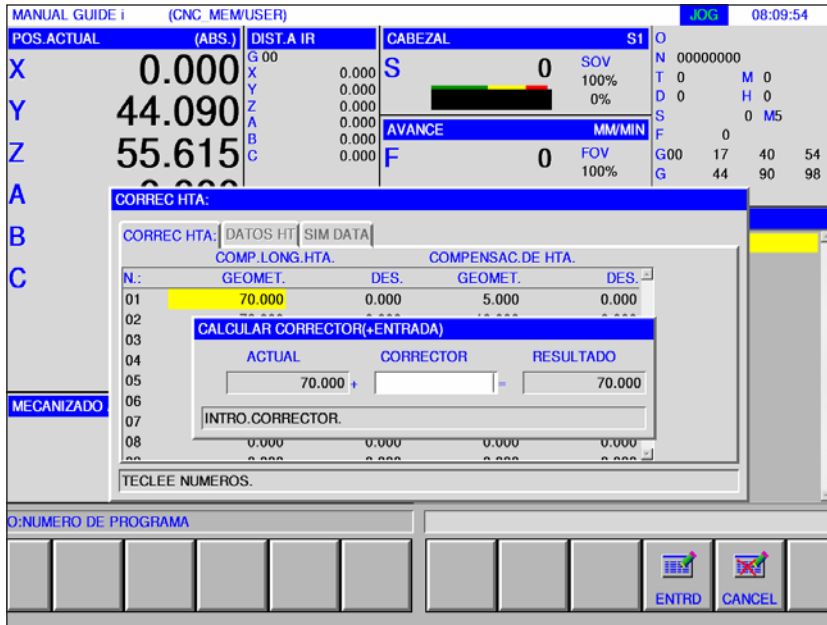 MANUAL GUIDE i (CNC_MEM/USER) JOG 08:09:54
POS.ACTUAL (ABS.) DIST.A IR CABEZAL S1 O
G 00 N 00000000
X 0.000 X 0.000 S 0 SOV 100% 0% T 0 M 0
Y 0.000 D 0 H 0
Y 44.090 Z 0.000 S 0 M5
A 0.000 AVANCE MM/MIN F 0
B 0.000
Z 55.615 C 0.000 F 0 FOV 100% G00 17 40 54
G 44 90 98
A
CORREC HTA:
B CORREC HTA: DATOS HT SIM DATA
COMP.LONG.HTA. COMPENSAC.DE HTA.
C N.: GEOMET. DES. GEOMET. DES.
01 70.000 0.000 5.000 0.000
02
CALCULAR CORRECTOR(+ENTRADA)
03
04 ACTUAL CORRECTOR RESULTADO
05 70.000 + = 70.000
06
MECANIZADO
07 INTRO.CORRECTOR.
08 0.000 0.000 0.000 0.000
TECLEE NUMEROS.
O:NUMERO DE PROGRAMA
ENTRD CANCEL